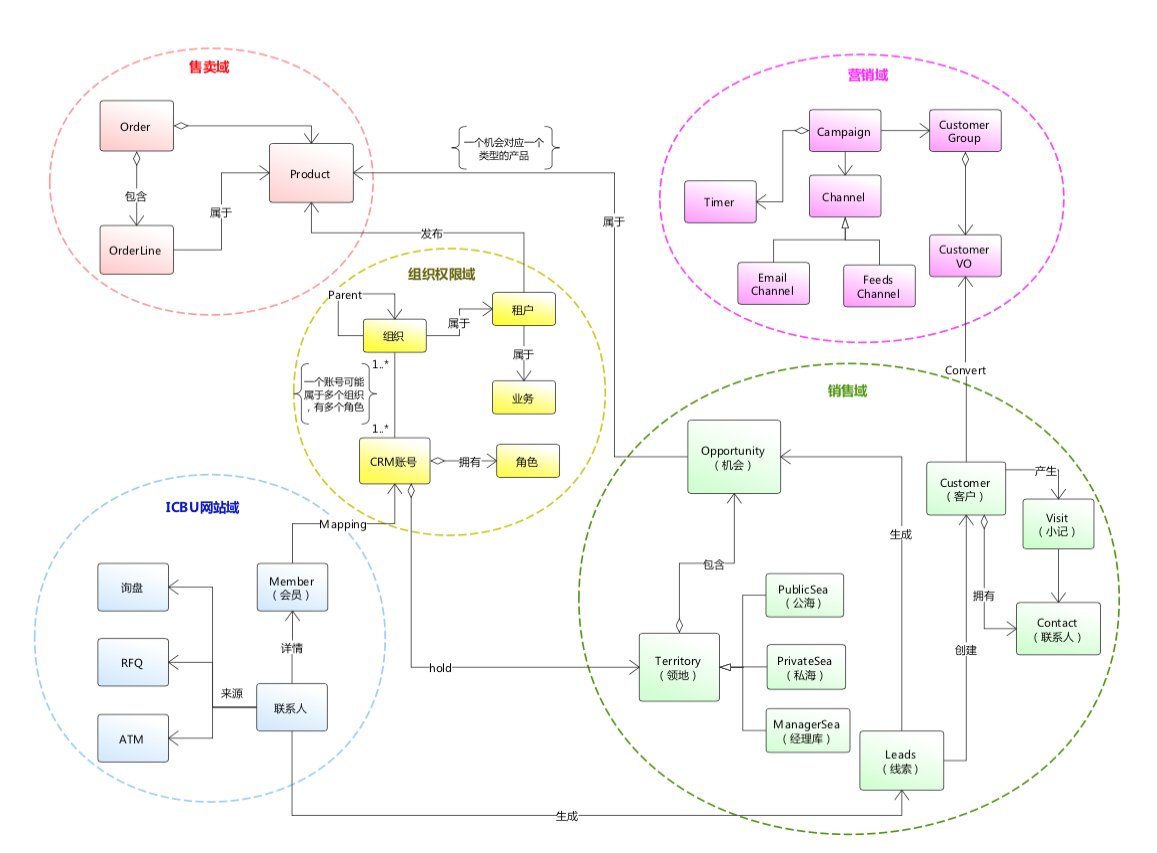 售卖域
Order
包含
OrderLine
属于
Product
一个机会对应一个
类型的产品
属于
发布
营销域
Campaign
Customer
Group
Timer
Channel
Email
Channel
Feeds
Channel
Customer
VO
Convert
组织权限域
Parent
组织
属于
租户
属于
业务
1..*
一个账号可能
属于多个组织
，有多个角色
1..*
CRM账号
拥有
角色
Mapping
hold
ICBU网站域
询盘
RFQ
ATM
Member
（会员）
详情
来源
联系人
生成
销售域
Opportunity
（机会）
包含
Territory
（领地）
PublicSea
（公海）
PrivateSea
（私海）
ManagerSea
（经理库）
生成
Leads
（线索）
创建
Customer
（客户）
产生
Visit
（小记）
拥有
Contact
（联系人）